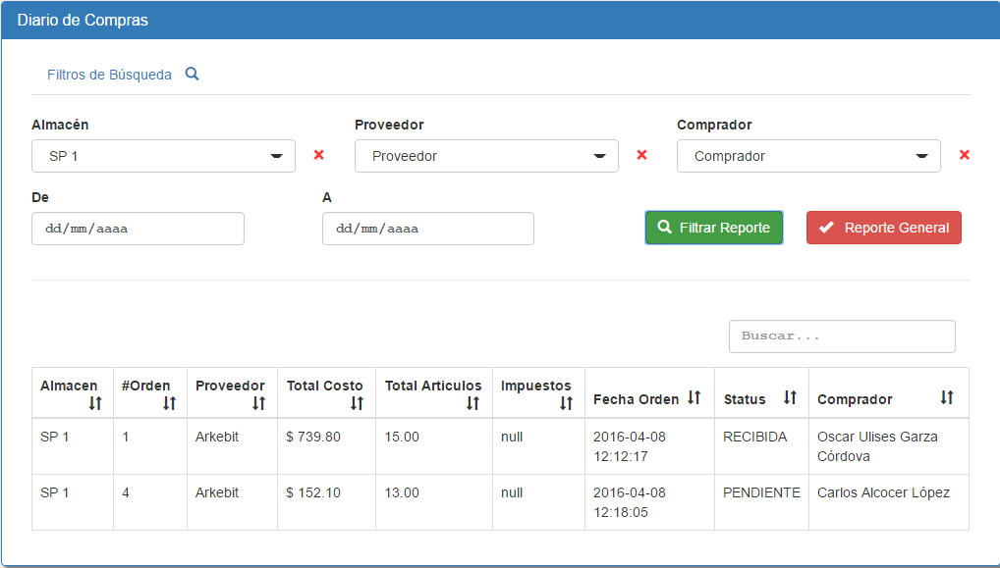 Diario de Compras
Filtros de Búsqueda
Almacén Proveedor Comprador
SP 1 Proveedor Comprador
De A
dd/mm/aaaa dd/mm/aaaa Filtrar Reporte Reporte General
Buscar...
Almacen #Orden Proveedor Total Costo Total Articulos Impuestos Fecha Orden Status Comprador
SP 1 1 Arkebit $ 739.80 15.00 null 2016-04-08 RECIBIDA Oscar Ulises Garza
12:12:17 Córdova
SP 1 4 Arkebit $ 152.10 13.00 null 2016-04-08 PENDIENTE Carlos Alcocer López
12:18:05